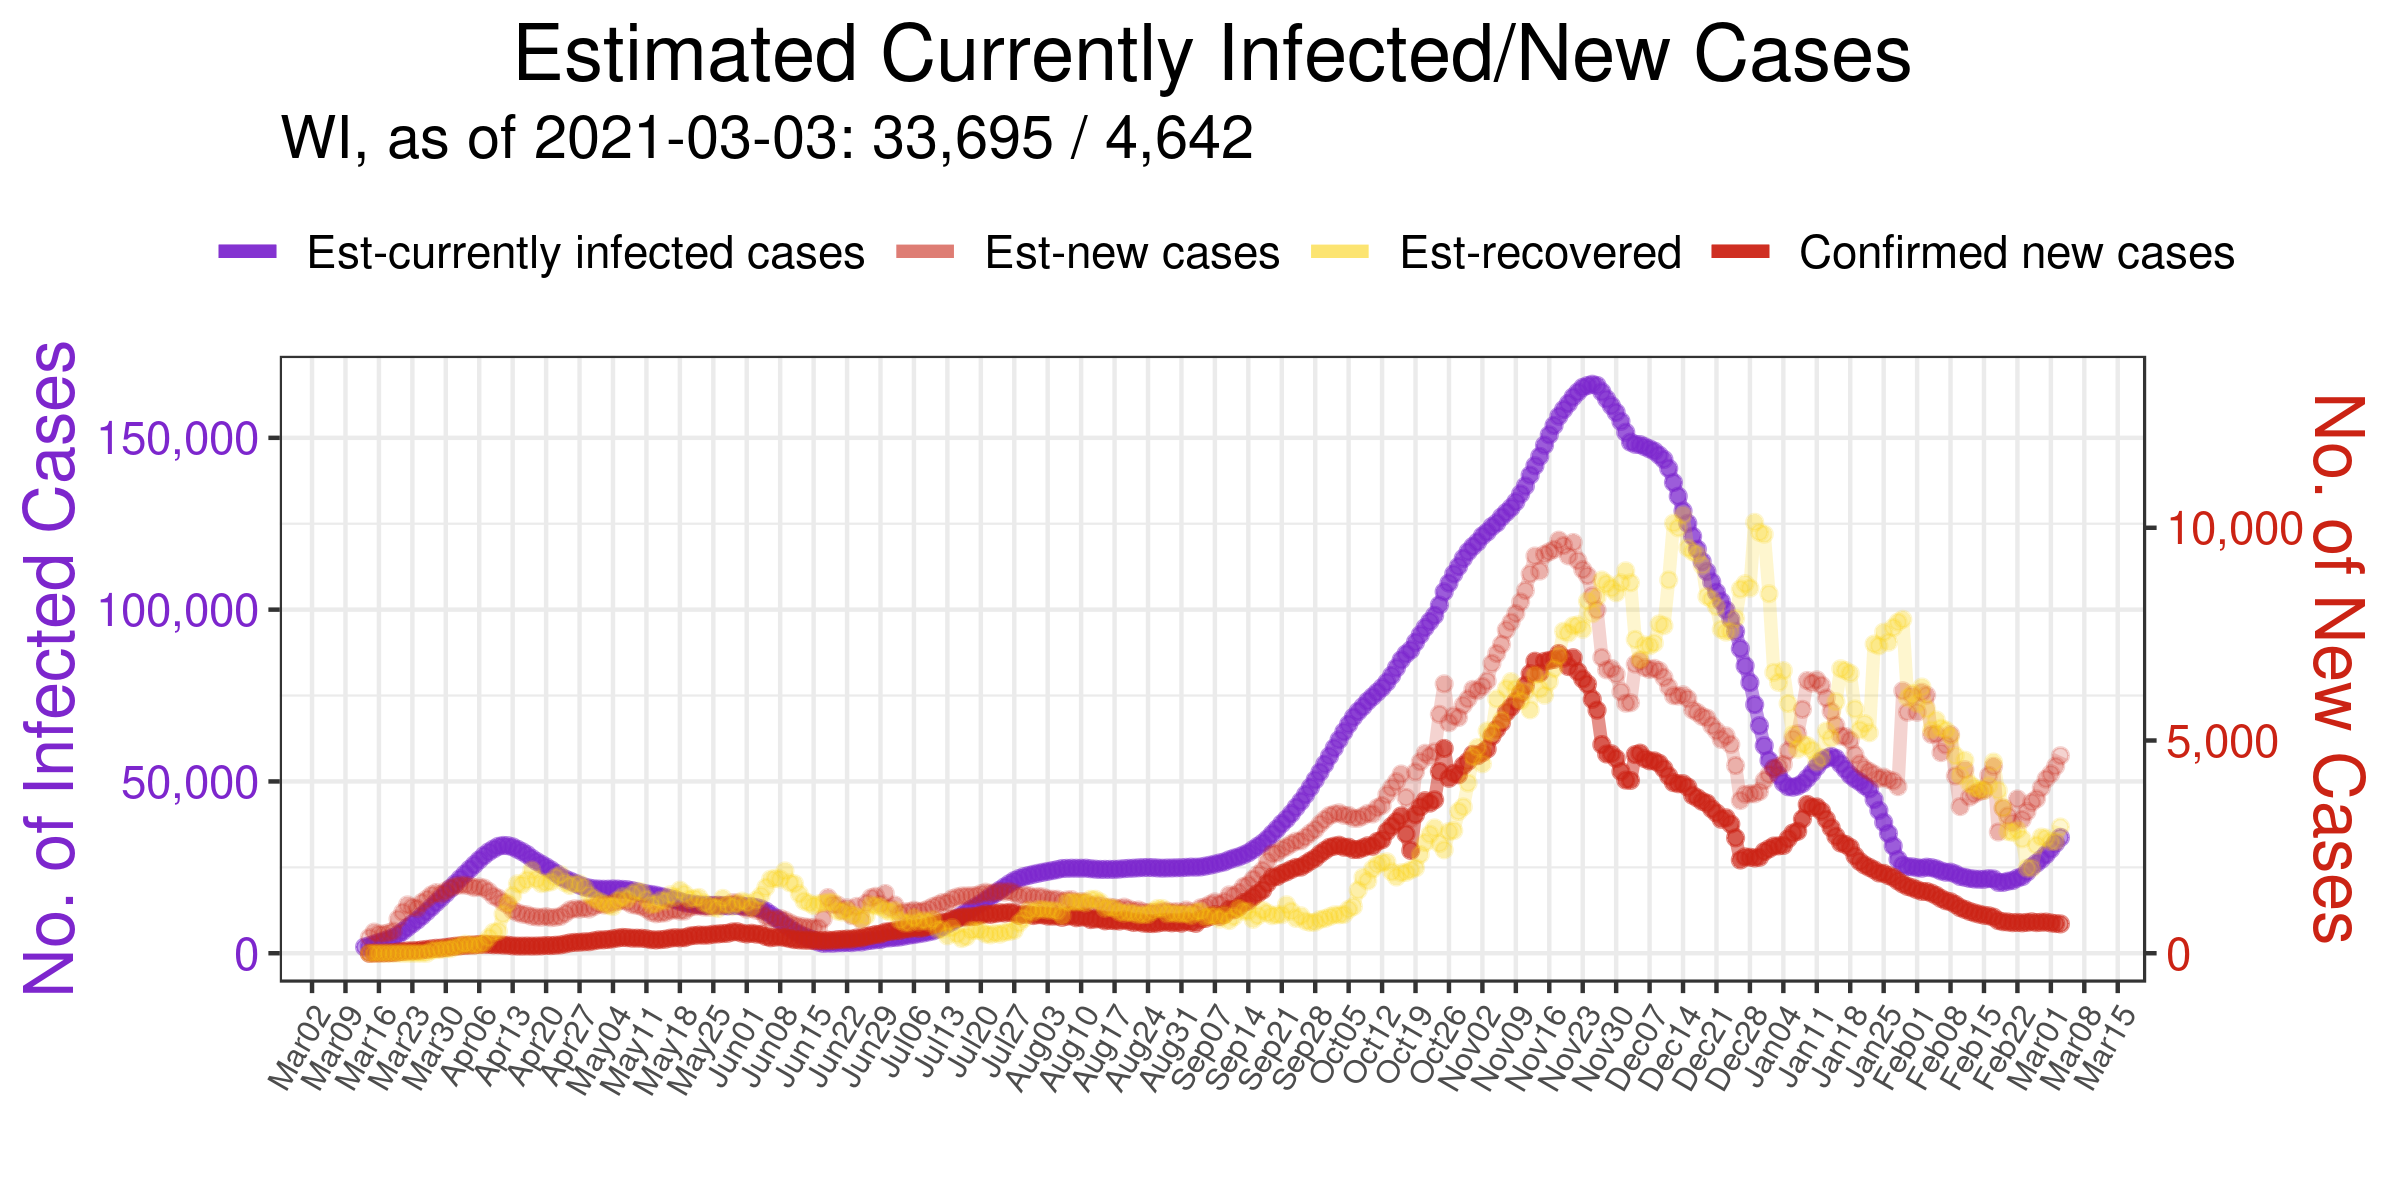 Estimated Currently Infected/New Cases
WI, as of 2021-03-03: 33,695 / 4,642
Est-currently infected cases Est-new cases Est-recovered Confirmed new cases
No. of Infected Cases
150,000
100,000
50,000
0
10,000
5,000
0
No. of New Cases
Mar02 Mar09 Mar16 Mar23 Mar30 Apr06 Apr13 Apr20 Apr27 May04 May11 May18 May25 Jun01 Jun08 Jun15 Jun22 Jun29 Jul06 Jul13 Jul20 Jul27 Aug03 Aug10 Aug17 Aug24 Aug31 Sep07 Sep14 Sep21 Sep28 Oct05 Oct12 Oct19 Oct26 Nov02 Nov09 Nov16 Nov23 Nov30 Dec07 Dec14 Dec21 Dec28 Jan04 Jan11 Jan18 Jan25 Feb01 Feb08 Feb15 Feb22 Mar01 Mar08 Mar15